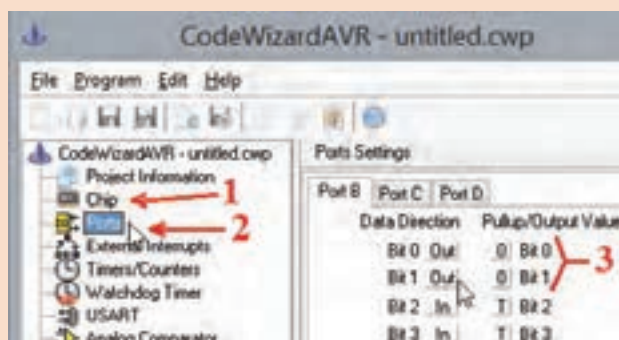 CodeWizardAVR - untitled.cwp
File Program Edit Help
CodeWizardAVR - untitled.cwp
Project Information
Chip
1
Ports
2
External Interrupts
Timers/Counters
Watchdog Timer
USART
Analog Comparator
Ports Settings
Port B Port C Port D
Data Direction Pullup/Output Value
Bit 0 Out 0 Bit 0
Bit 1 Out 0 Bit 1
3
Bit 2 In T Bit 2
Bit 3 In T Bit 3